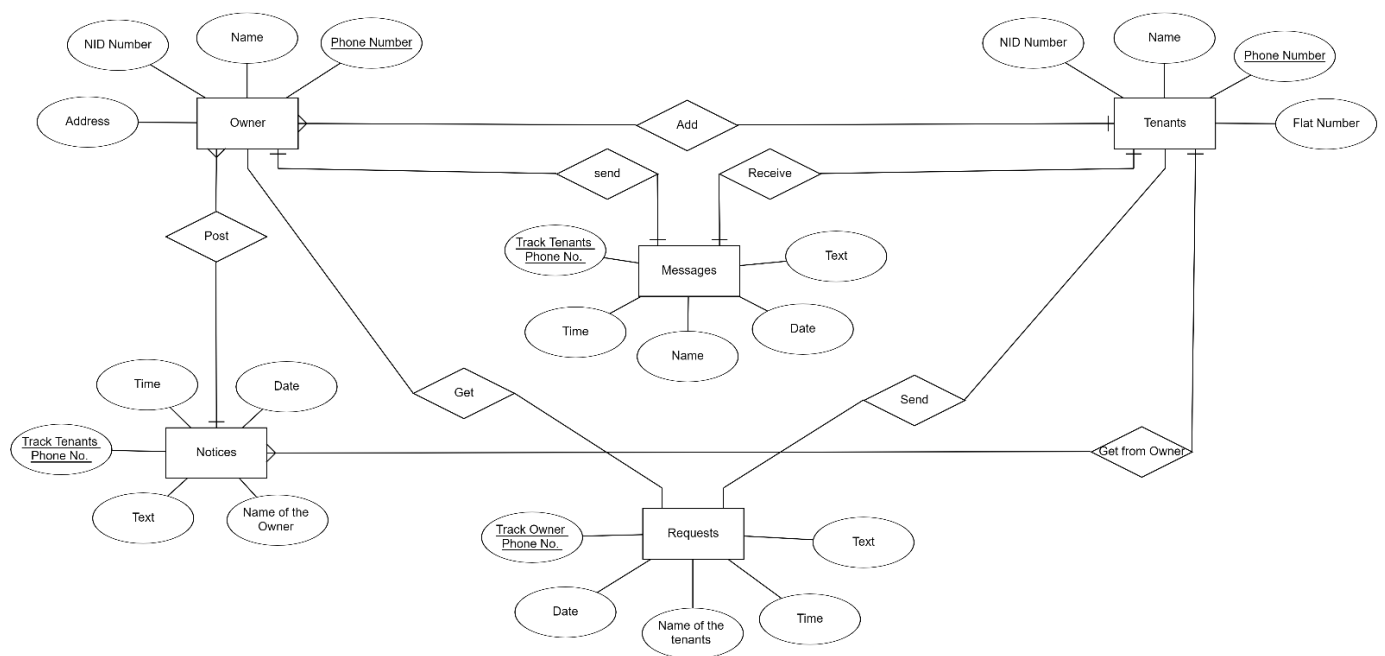 NID Number
Name
Phone Number
Address
Owner
Add
NID Number
Name
Phone Number
Tenants
Flat Number
send
Receive
Post
Track Tenants
Phone No.
Messages
Text
Time
Name
Date
Get
Send
Time
Date
Track Tenants
Phone No.
Notices
Text
Name of the
Owner
Get from Owner
Track Owner
Phone No.
Requests
Text
Date
Name of the
tenants
Time